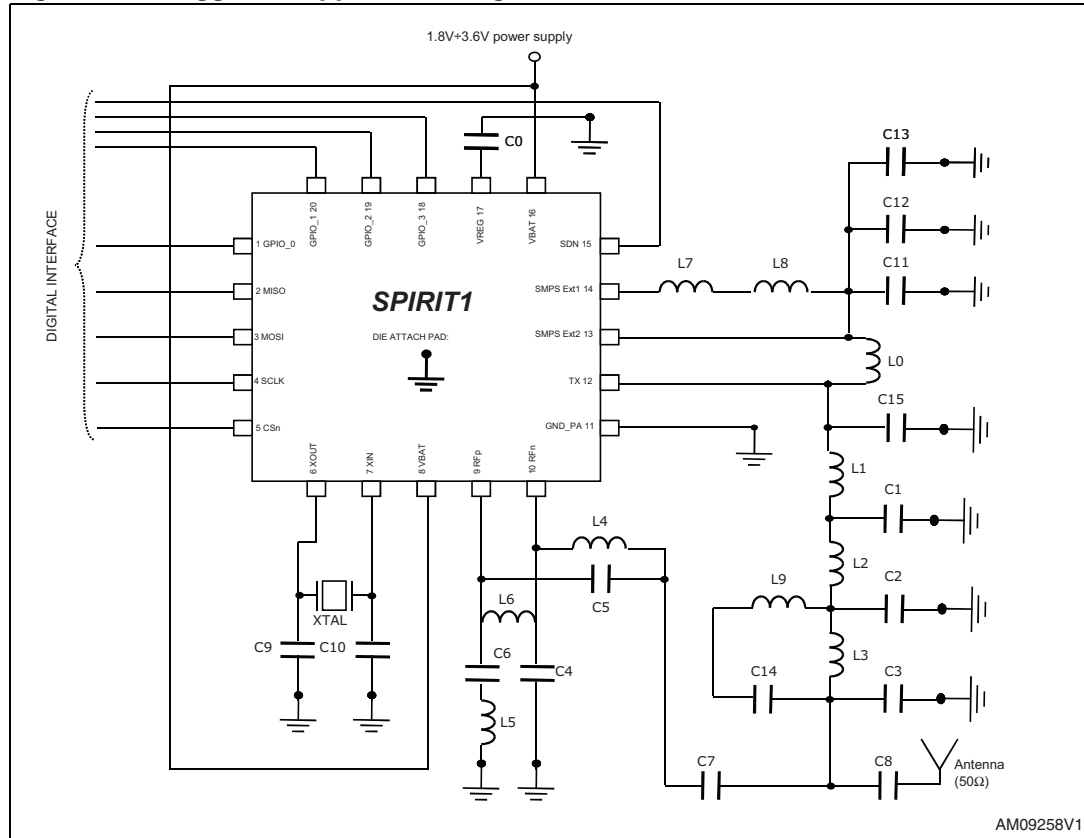 1.8V÷3.6V power supply
C0
C13
C12
C11
DIGITAL INTERFACE
GPIO_1 20
GPIO_2 19
GPIO_3 18
VREG 17
VBAT 16
1 GPIO_0
2 MISO
3 MOSI
4 SCLK
5 CSn
SPIRIT1
DIE ATTACH PAD:
SDN 15
SMPS Ext1 14
SMPS Ext2 13
TX 12
GND_PA 11
6 XOUT
7 XIN
8 VBAT
9 RFp
10 RFn
L7
L8
L0
C15
L1
C1
L4
L2
L9
C2
C5
L6
XTAL
C9
C10
C6
C4
L3
C14
C3
L5
C7
C8
Antenna
(50Ω)
AM09258V1